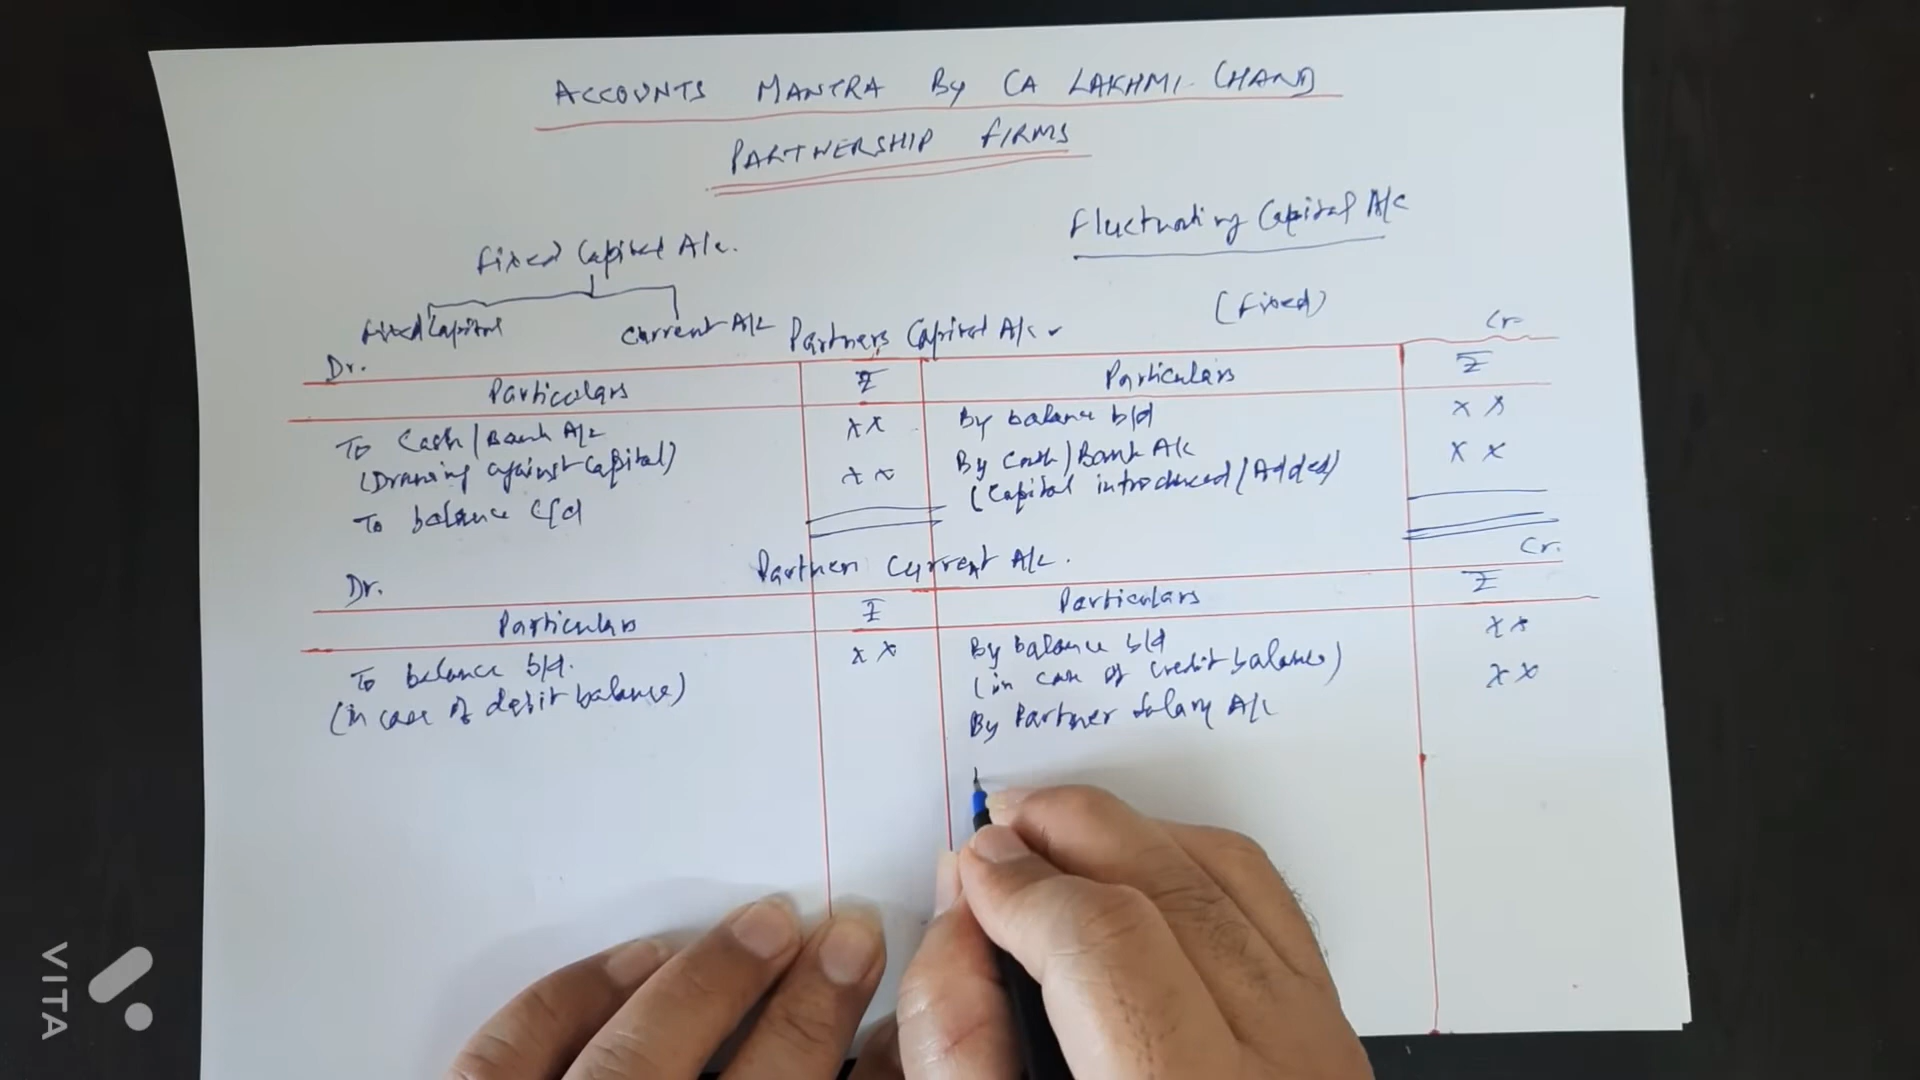 ACCOUNTS MANTRA By CA LAKHMI CHAND
PARTNERSHIP FIRMS
Fluctuating Capital A/c
Fixed Capital A/c.
(Fixed)
Fixed Capital Current A/c Partners Capital A/c
Dr. Cr.
Particulars ₹ Particulars ₹
To Cash/Bank A/c xx By balance b/d xx
(Drawing against Capital) xx By Cash/Bank A/c xx
To balance c/d (Capital introduced/Added)
Dr. Partners Current A/c. Cr.
Particulars ₹ Particulars ₹
To balance b/d. xx By balance b/d xx
(in case of debit balance) (in case of credit balance) xx
By Partner Salary A/c
VITA